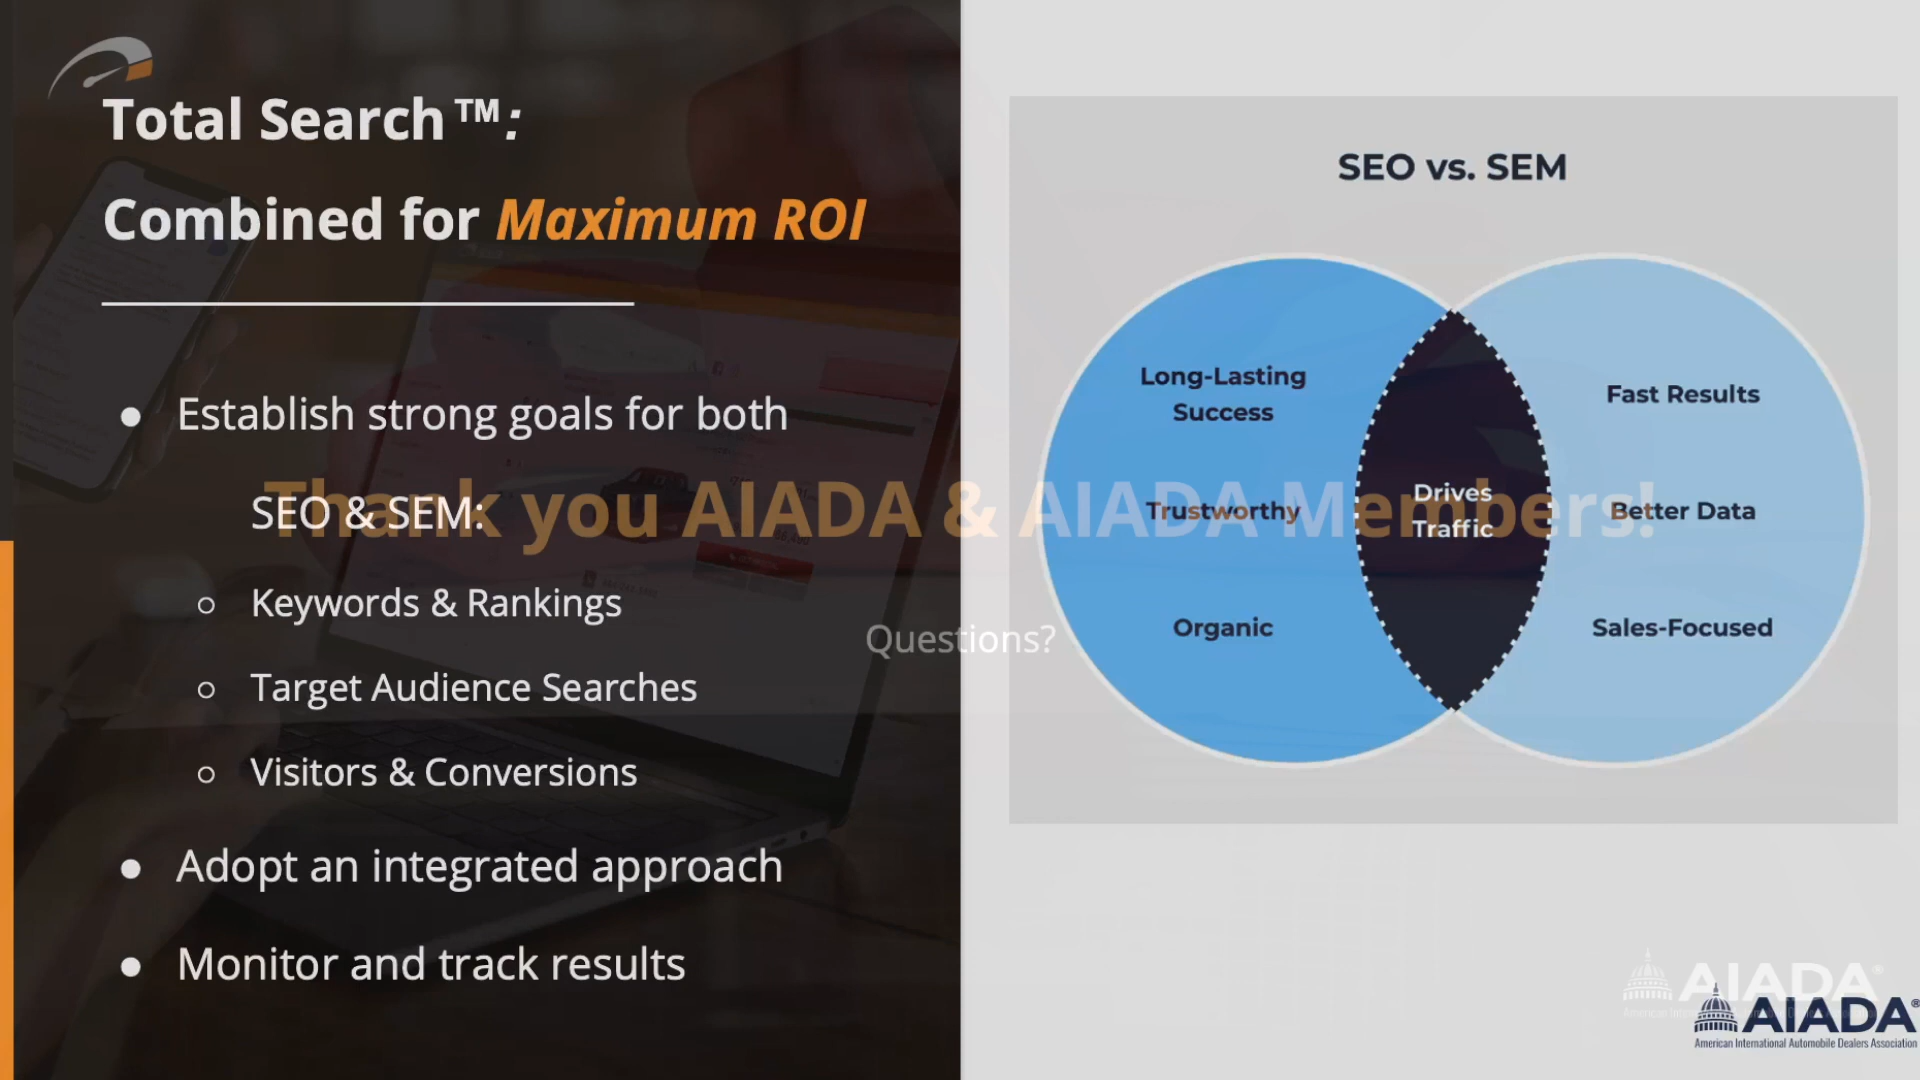 Total Search™:
Combined for Maximum ROI
● Establish strong goals for both
SEO & SEM:
○ Keywords & Rankings
○ Target Audience Searches
○ Visitors & Conversions
● Adopt an integrated approach
● Monitor and track results
Thank you AIADA & AIADA Members!
Questions?
SEO vs. SEM
Long-Lasting
Success
Trustworthy
Organic
Drives
Traffic
Fast Results
Better Data
Sales-Focused
AIADA®
AIADA®
American International Automobile Dealers Association